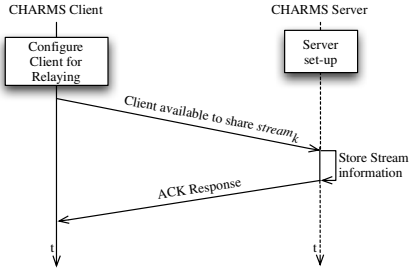 CHARMS Client
CHARMS Server
Configure
Client for
Relaying
Server
set-up
Client available to share stream_k
Store Stream
information
ACK Response
t
t